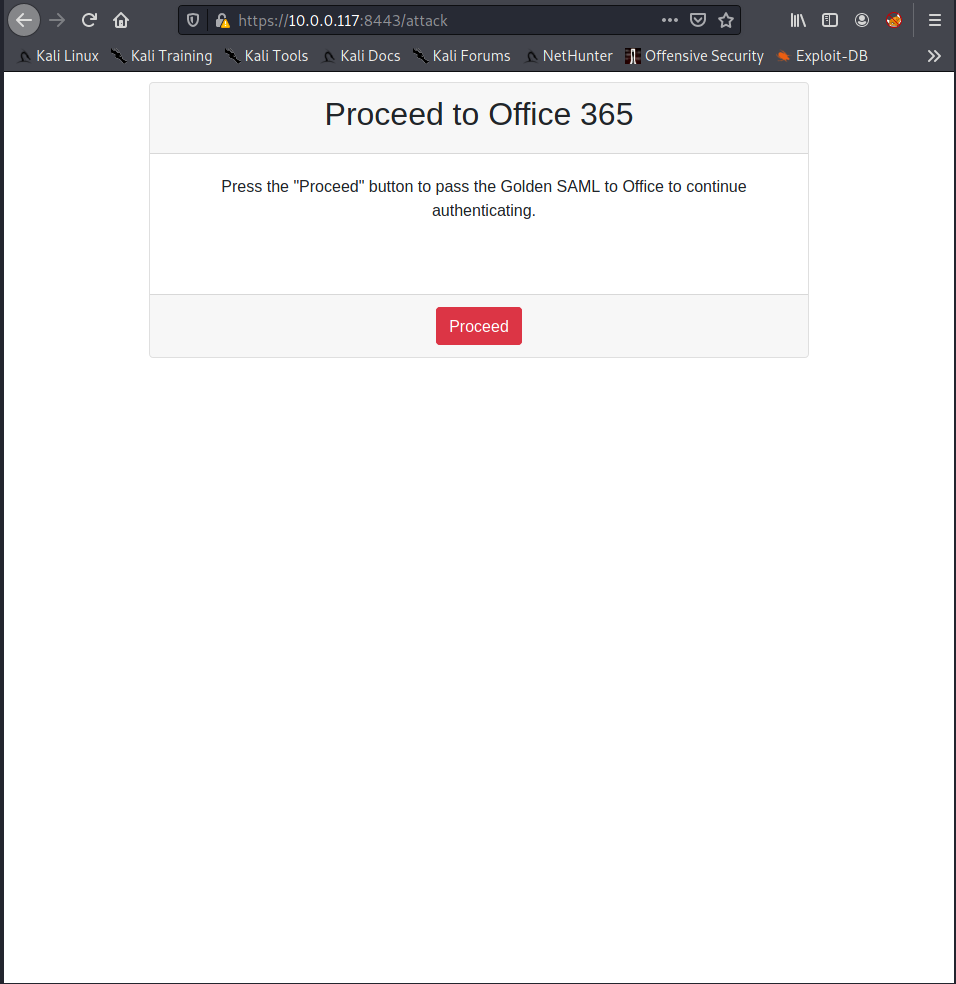 https://10.0.0.117:8443/attack
Kali Linux Kali Training Kali Tools Kali Docs Kali Forums NetHunter Offensive Security Exploit-DB
Proceed to Office 365
Press the "Proceed" button to pass the Golden SAML to Office to continue
authenticating.
Proceed